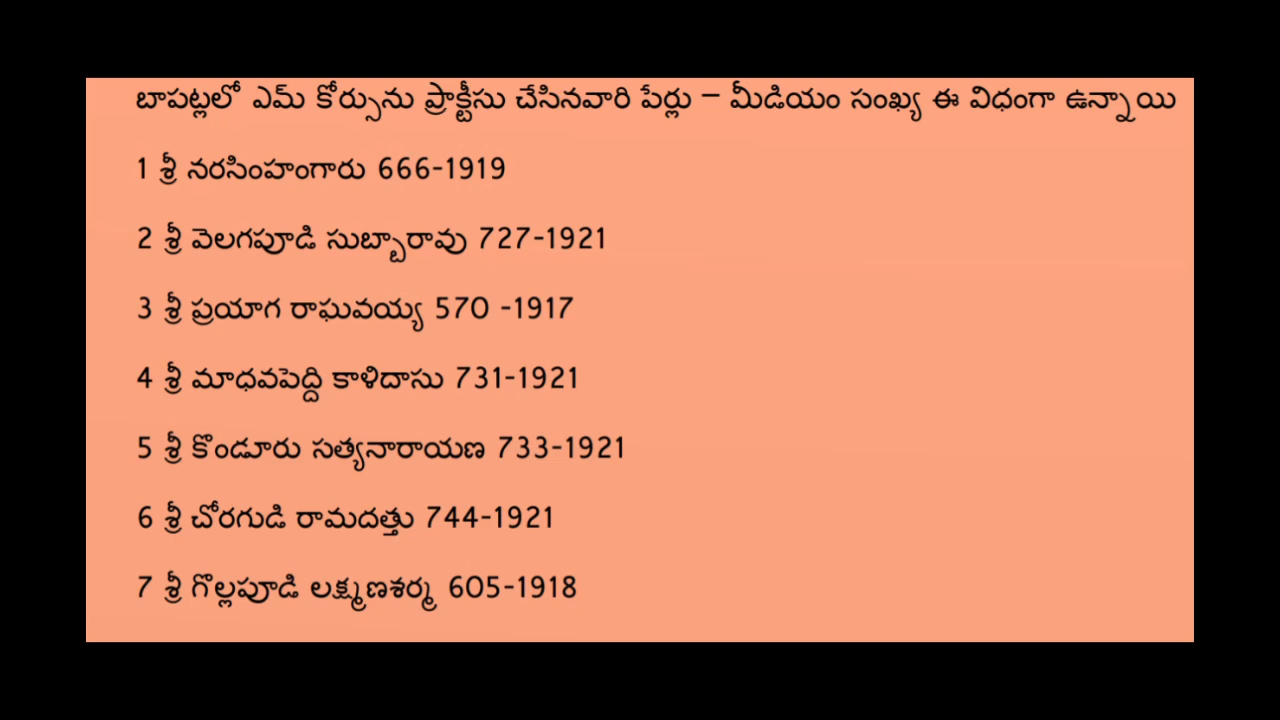 బాపట్లలో ఎమ్ కోర్సును ప్రాక్టీసు చేసినవారి పేర్లు – మీడియం సంఖ్య ఈ విధంగా ఉన్నాయి
1 శ్రీ నరసింహంగారు 666-1919
2 శ్రీ వెలగపూడి సుబ్బారావు 727-1921
3 శ్రీ ప్రయాగ రాఘవయ్య 570 -1917
4 శ్రీ మాధవపెద్ది కాళిదాసు 731-1921
5 శ్రీ కొండూరు సత్యనారాయణ 733-1921
6 శ్రీ చోరగుడి రామదత్తు 744-1921
7 శ్రీ గొల్లపూడి లక్ష్మణశర్మ 605-1918